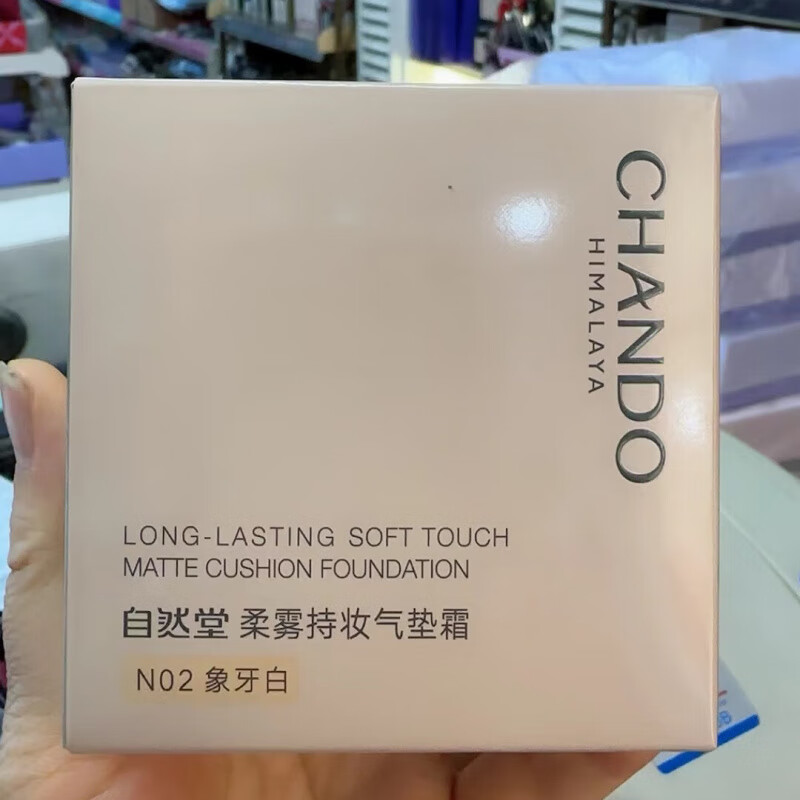 CHANDO
HIMALAYA
LONG-LASTING SOFT TOUCH
MATTE CUSHION FOUNDATION
自然堂 柔雾持妆气垫霜
N02 象牙白